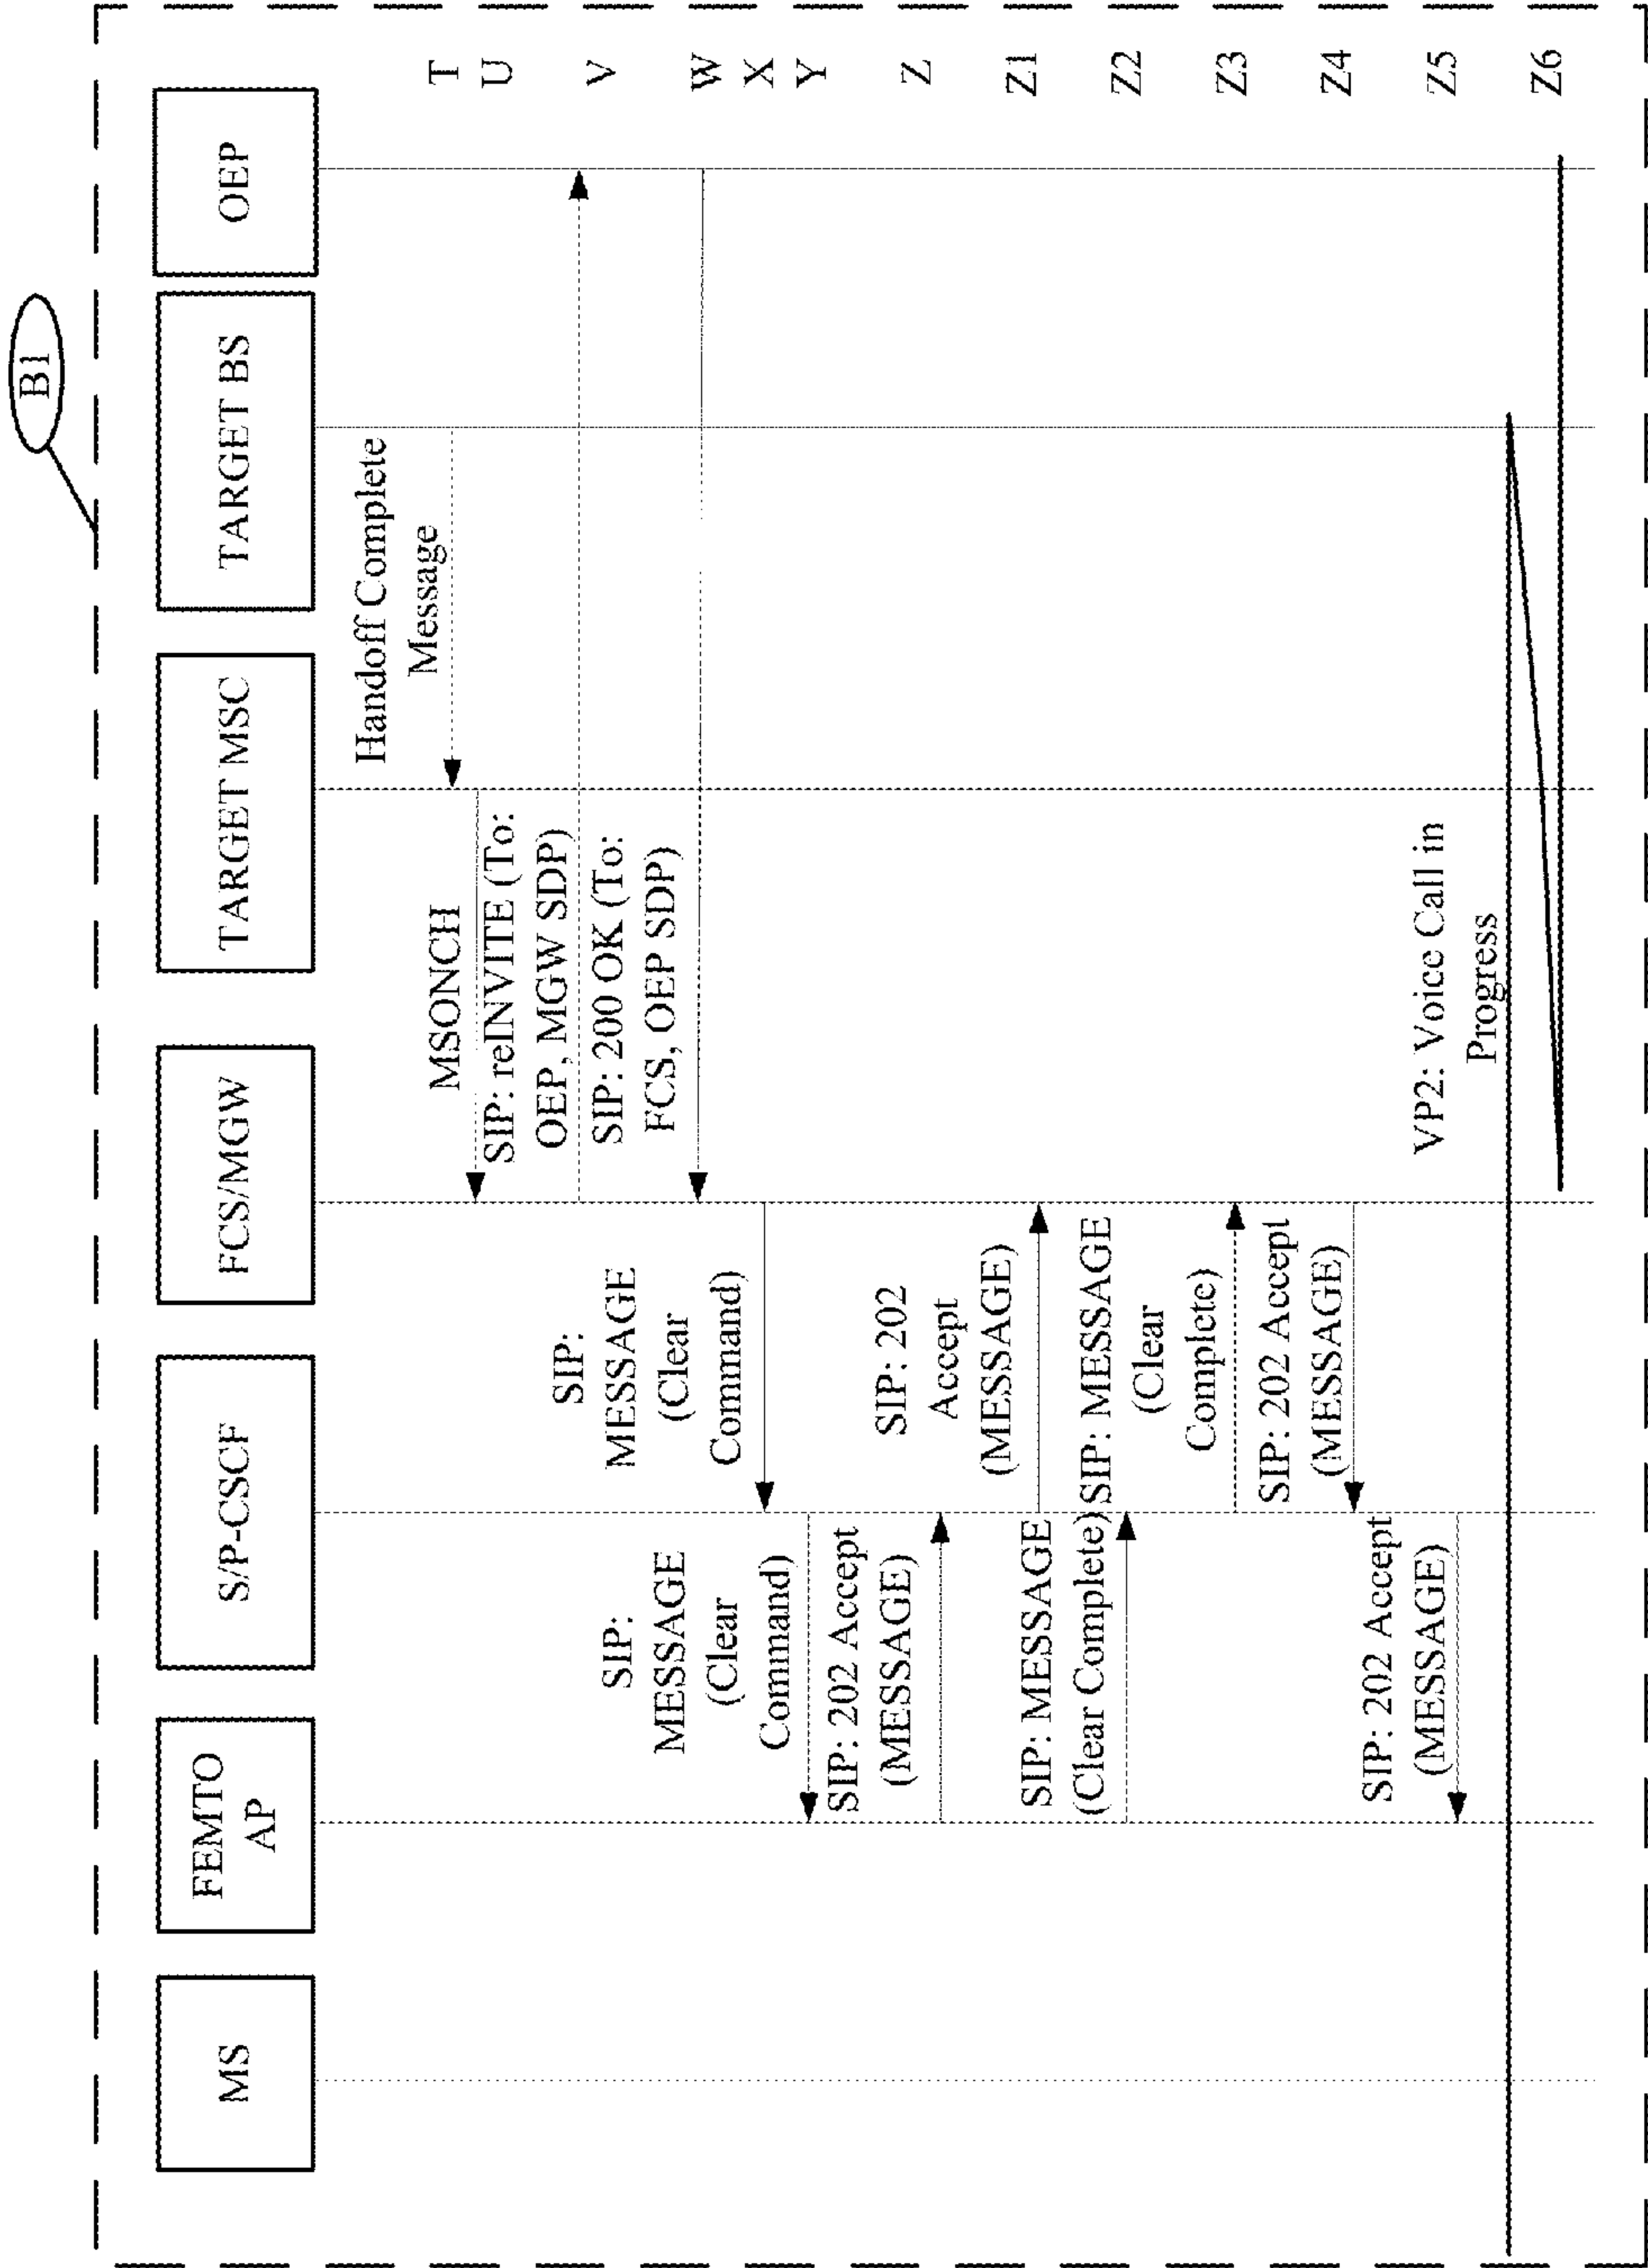 B1
MS
FEMTO
AP
S/P-CSCF
FCS/MGW
TARGET MSC
TARGET BS
OEP
Handoff Complete
Message
T
MSONCH
U
SIP: reINVITE (To:
OEP, MGW SDP)
V
SIP: 200 OK (To:
FCS, OEP SDP)
W
SIP:
MESSAGE
(Clear
Command)
X
SIP:
MESSAGE
(Clear
Command)
Y
SIP: 202 Accept
(MESSAGE)
Z
SIP: 202
Accept
(MESSAGE)
Z1
SIP: MESSAGE
(Clear Complete)
Z2
SIP: MESSAGE
(Clear
Complete)
Z3
SIP: 202 Accept
(MESSAGE)
Z4
SIP: 202 Accept
(MESSAGE)
Z5
VP2: Voice Call in
Progress
Z6